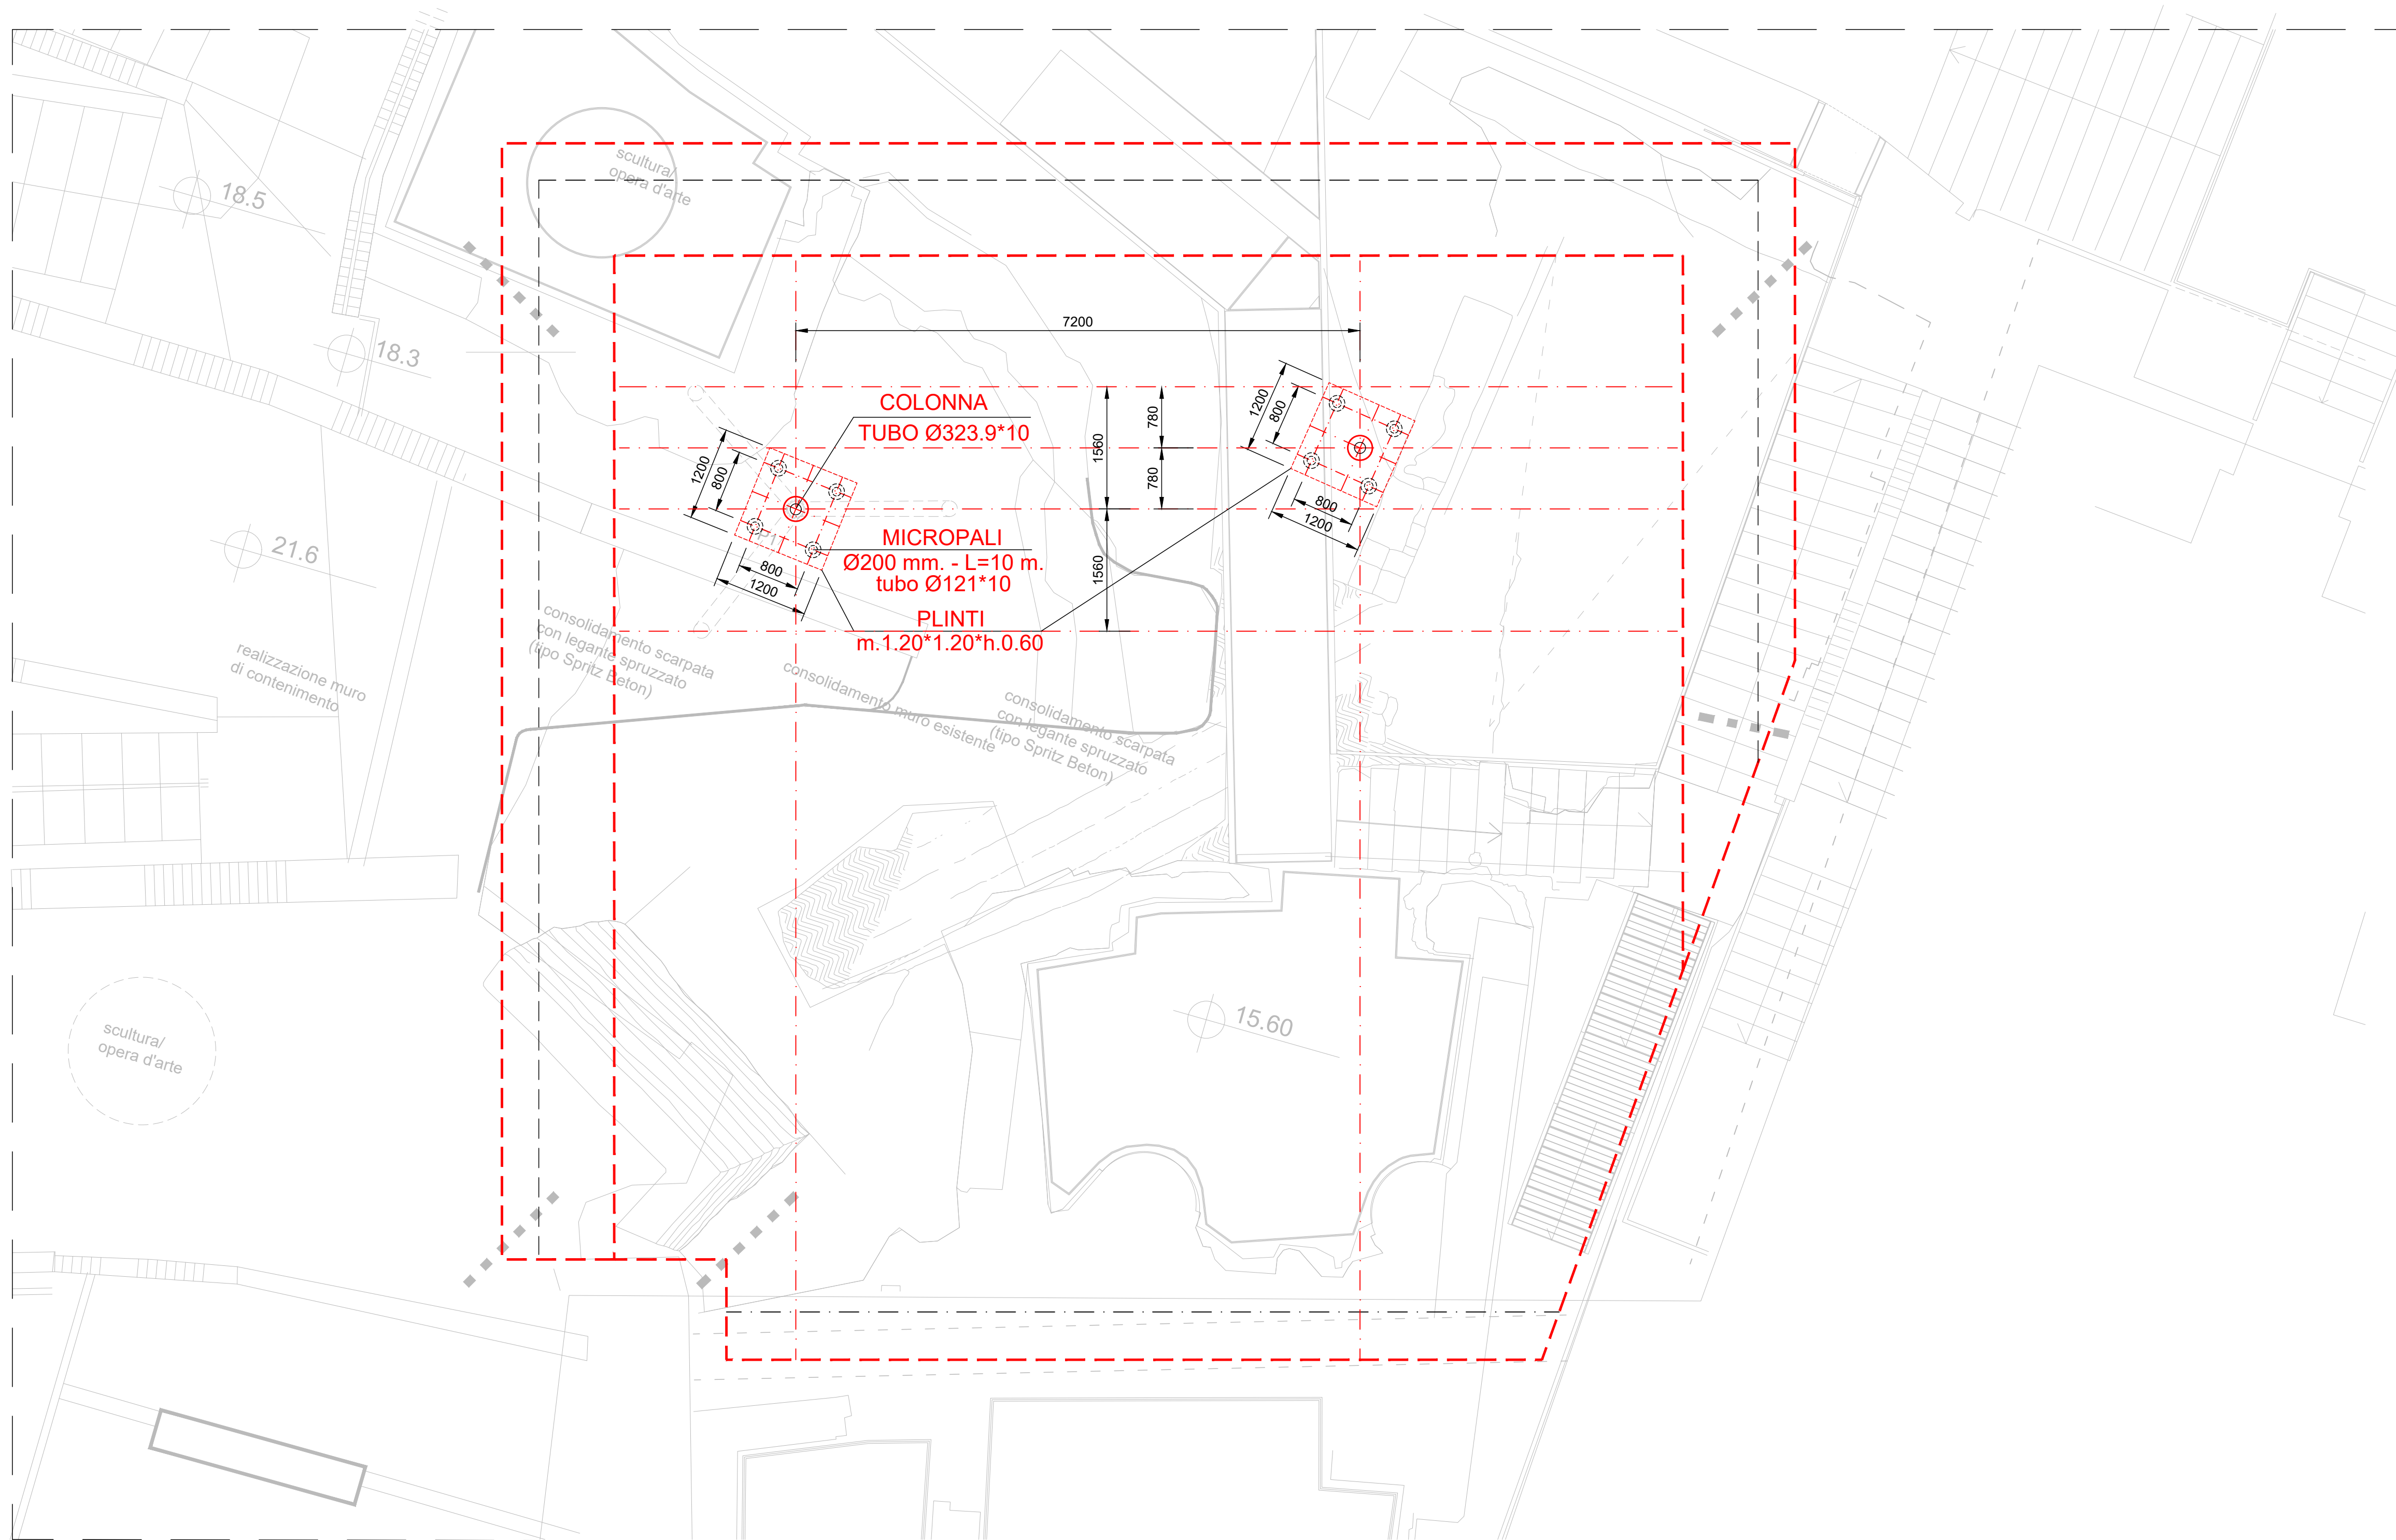 scultura/
opera d'arte
18.5
7200
18.3
1200
800
COLONNA
TUBO Ø323.9*10
1560
780
780
1200
800
800
1200
21.6
P1
MICROPALI
Ø200 mm. - L=10 m.
tubo Ø121*10
800
1200
1560
PLINTI
m.1.20*1.20*h.0.60
consolidamento scarpata
con legante spruzzato
(tipo Spritz Beton)
realizzazione muro
di contenimento
consolidamento muro esistente
consolidamento scarpata
con legante spruzzato
(tipo Spritz Beton)
15.60
scultura/
opera d'arte